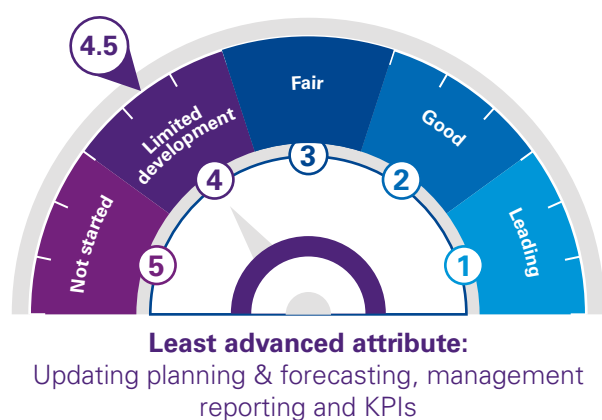 4.5
Fair
Limited
development
Good
Not started
Leading
3
4
2
5
1
Least advanced attribute:
Updating planning & forecasting, management
reporting and KPIs